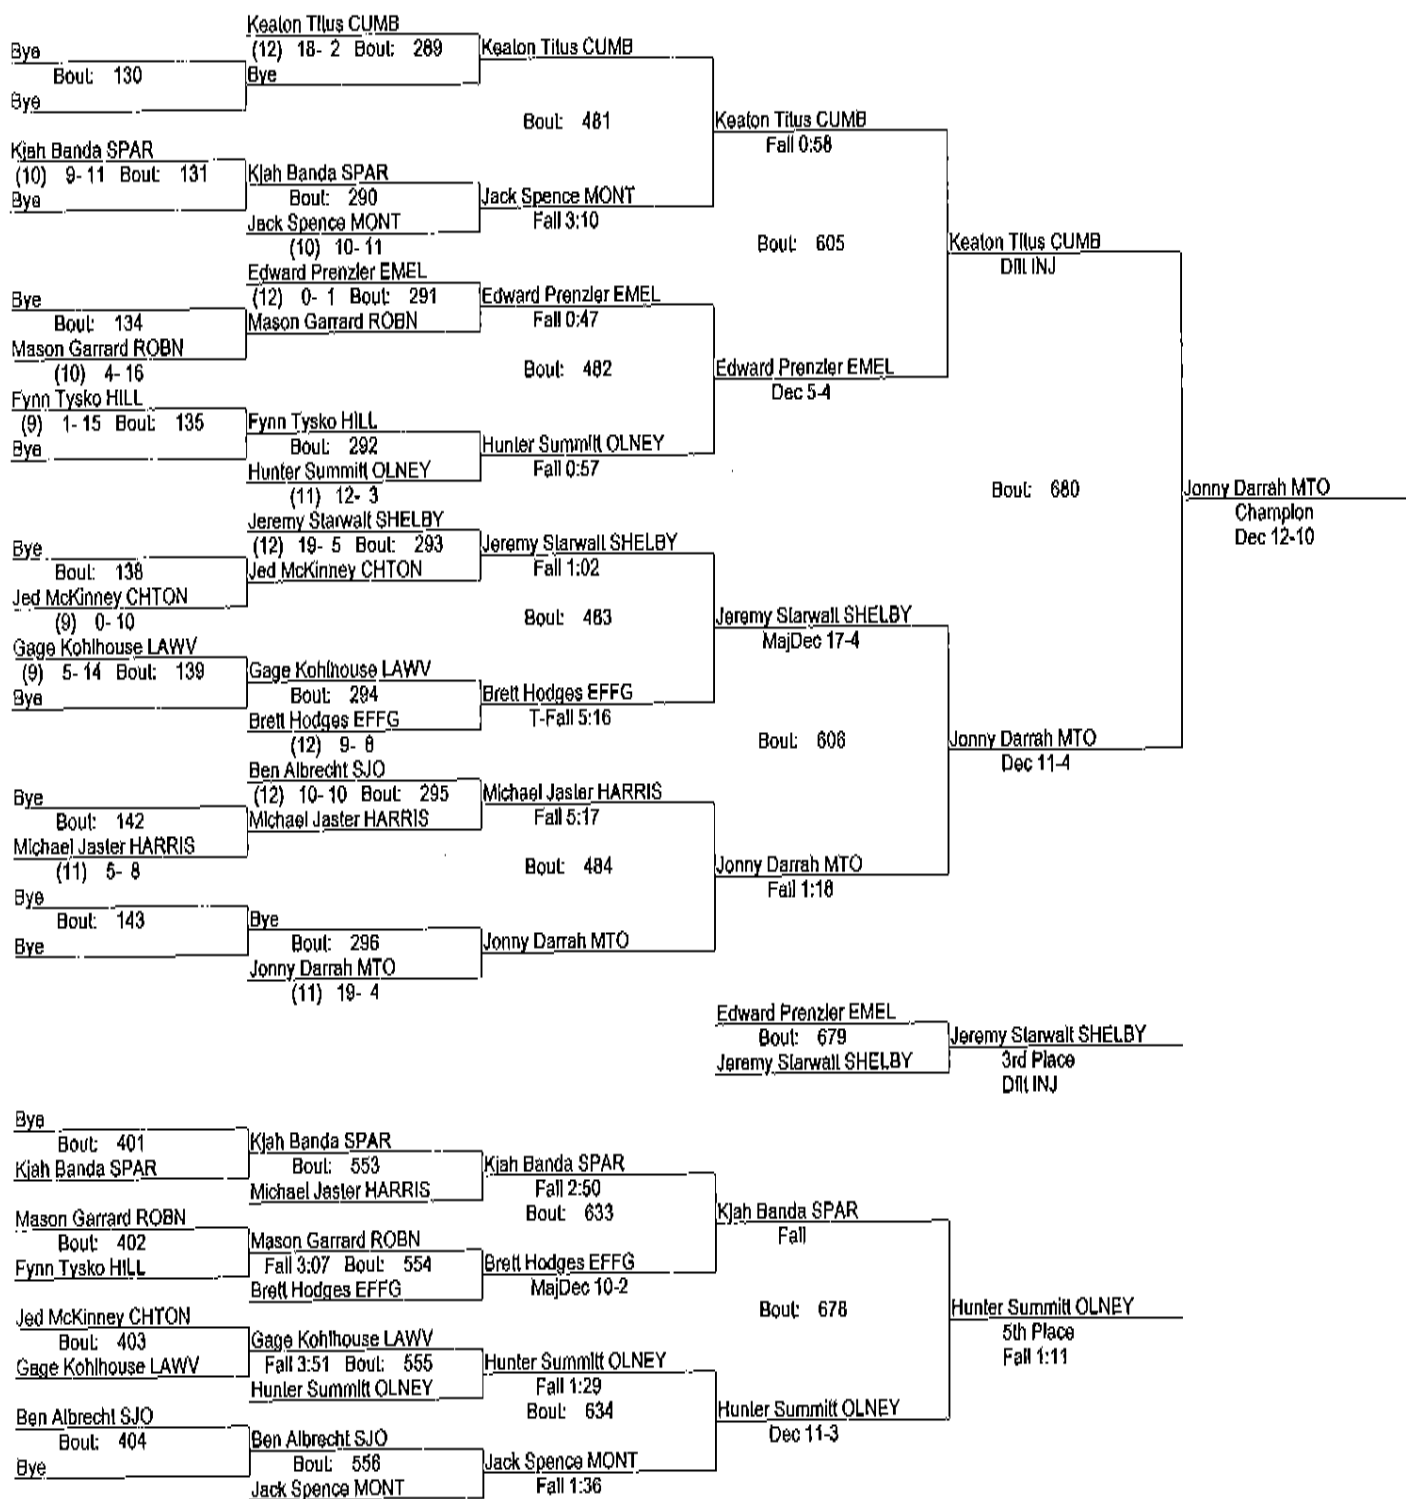 Keaton Titus CUMB
Bye
(12) 18- 2 Bout: 289
Keaton Titus CUMB
Bout: 130
Bye
Bye
Bout: 481
Keaton Titus CUMB
Fall 0:58
Kjah Banda SPAR
(10) 9- 11 Bout: 131
Kjah Banda SPAR
Bye
Bout: 290
Jack Spence MONT
Jack Spence MONT
Fall 3:10
(10) 10- 11
Bout: 605
Keaton Titus CUMB
Dflt INJ
Edward Prenzler EMEL
Bye
(12) 0- 1 Bout: 291
Edward Prenzler EMEL
Bout: 134
Mason Garrard ROBN
Fall 0:47
Mason Garrard ROBN
(10) 4- 16
Bout: 482
Edward Prenzler EMEL
Dec 5-4
Fynn Tysko HILL
(9) 1- 15 Bout: 135
Fynn Tysko HILL
Bye
Bout: 292
Hunter Summitt OLNEY
Hunter Summitt OLNEY
Fall 0:57
(11) 12- 3
Bout: 680
Jonny Darrah MTO
Champion
Dec 12-10
Jeremy Starwalt SHELBY
Bye
(12) 19- 5 Bout: 293
Jeremy Starwalt SHELBY
Bout: 138
Jed McKinney CHTON
Fall 1:02
Jed McKinney CHTON
(9) 0- 10
Bout: 483
Jeremy Starwalt SHELBY
MajDec 17-4
Gage Kohlhouse LAWV
(9) 5- 14 Bout: 139
Gage Kohlhouse LAWV
Bye
Bout: 294
Brett Hodges EFFG
Brett Hodges EFFG
T-Fall 5:16
(12) 9- 8
Bout: 606
Jonny Darrah MTO
Dec 11-4
Ben Albrecht SJO
Bye
(12) 10- 10 Bout: 295
Michael Jaster HARRIS
Bout: 142
Michael Jaster HARRIS
Fall 5:17
Michael Jaster HARRIS
(11) 5- 8
Bout: 484
Jonny Darrah MTO
Fall 1:18
Bye
Bout: 143
Bye
Bye
Bout: 296
Jonny Darrah MTO
Jonny Darrah MTO
(11) 19- 4
Edward Prenzler EMEL
Bout: 679
Jeremy Starwalt SHELBY
Jeremy Starwalt SHELBY
3rd Place
Dflt INJ
Bye
Bout: 401
Kjah Banda SPAR
Kjah Banda SPAR
Bout: 553
Kjah Banda SPAR
Michael Jaster HARRIS
Fall 2:50
Bout: 633
Kjah Banda SPAR
Fall
Mason Garrard ROBN
Bout: 402
Mason Garrard ROBN
Fynn Tysko HILL
Fall 3:07 Bout: 554
Brett Hodges EFFG
Brett Hodges EFFG
MajDec 10-2
Bout: 678
Hunter Summitt OLNEY
5th Place
Fall 1:11
Jed McKinney CHTON
Bout: 403
Gage Kohlhouse LAWV
Gage Kohlhouse LAWV
Fall 3:51 Bout: 555
Hunter Summitt OLNEY
Hunter Summitt OLNEY
Fall 1:29
Bout: 634
Hunter Summitt OLNEY
Dec 11-3
Ben Albrecht SJO
Bout: 404
Ben Albrecht SJO
Bye
Bout: 556
Jack Spence MONT
Jack Spence MONT
Fall 1:36